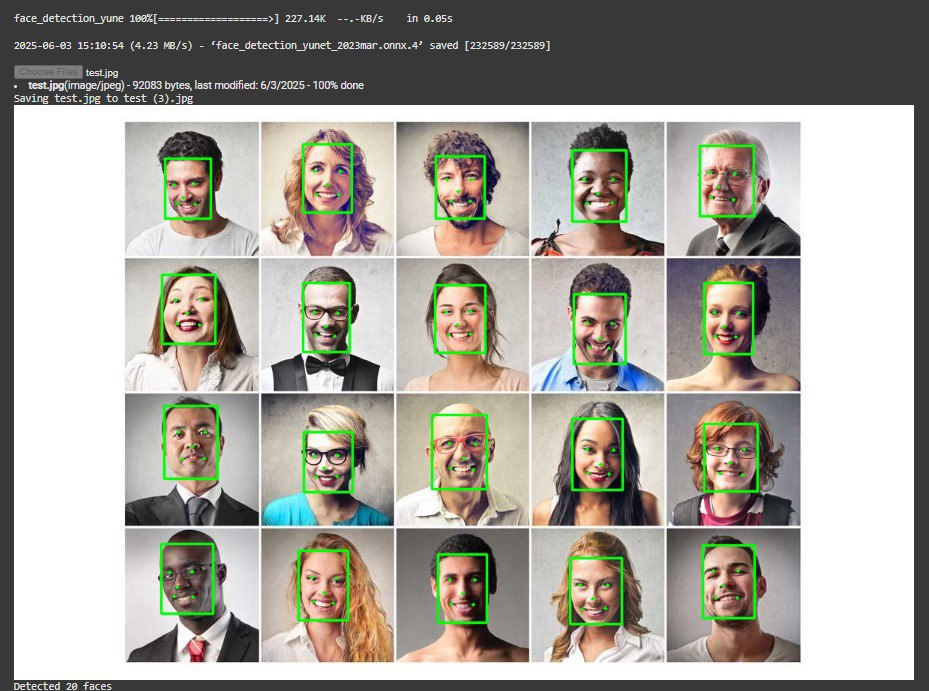 face_detection_yune 100%[===================>] 227.14K  --.-KB/s    in 0.05s
2025-06-03 15:10:54 (4.23 MB/s) - ‘face_detection_yunet_2023mar.onnx.4’ saved [232589/232589]
Choose Files test.jpg
• test.jpg(image/jpeg) - 92083 bytes, last modified: 6/3/2025 - 100% done
Saving test.jpg to test (3).jpg
Detected 20 faces